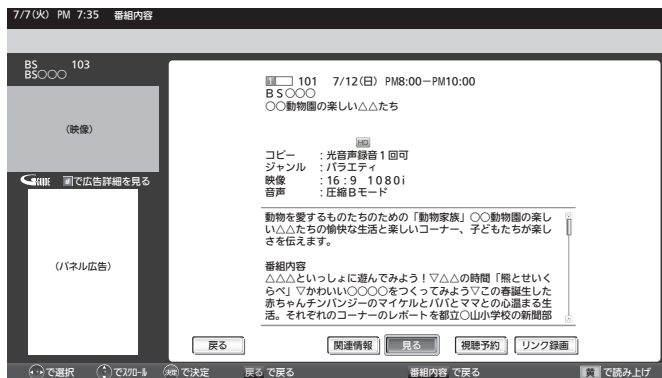 7/7(火) PM 7:35 番組内容
BS 103
BS○○○
(映像)
GGUIDE 画で広告詳細を見る
(パネル広告)
1 101 7/12(日) PM8:00－PM10:00
BS○○○
○○動物園の楽しい△△たち
HD
コピー :光音声録音1回可
ジャンル :バラエティ
映像 :16:9 1080i
音声 :圧縮Bモード
動物を愛するものたちのための「動物家族」○○動物園の楽し
い△△たちの愉快な生活と楽しいコーナー、子どもたちが楽し
さを伝えます。
番組内容
△△△といっしょに遊んでみよう！▽△△の時間「熊とせいく
らべ」▽かわいい○○○○をつくってみよう▽この春誕生した
赤ちゃんチンパンジーのマイケルとパパとママとの心温まる生
活。それぞれのコーナーのレポートを都立○山小学校の新聞部
戻る 関連情報 見る 視聴予約 リンク録画
で選択 でスクロール 決定 で決定 戻る で戻る 番組内容 で戻る 黄 で読み上げ